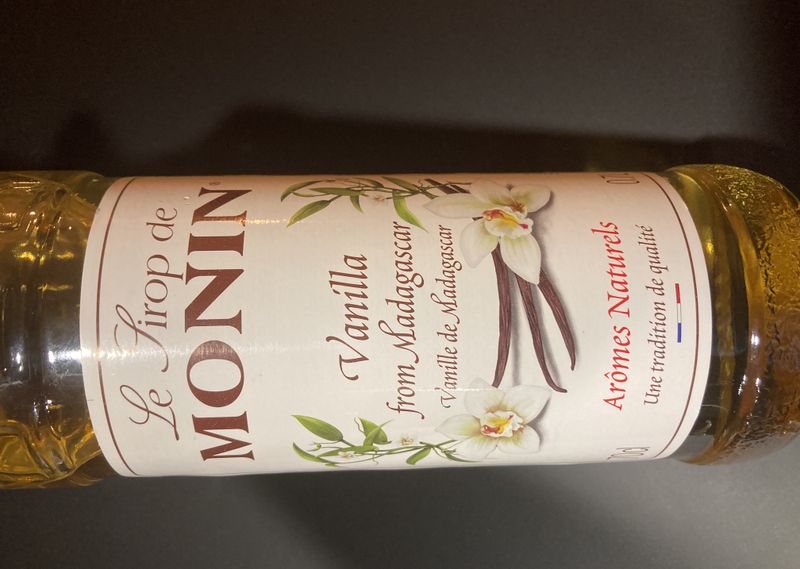 Le Sirop de
MONIN
Vanilla
from Madagascar
Vanille de Madagascar
Arômes Naturels
Une tradition de qualité